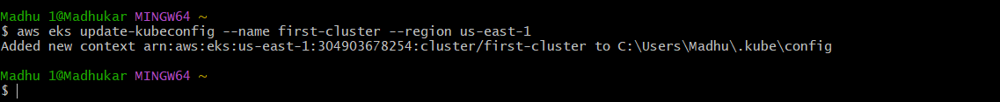 Madhu 1@Madhukar MINGW64 ~
$ aws eks update-kubeconfig --name first-cluster --region us-east-1
Added new context arn:aws:eks:us-east-1:304903678254:cluster/first-cluster to C:\Users\Madhu\.kube\config
Madhu 1@Madhukar MINGW64 ~
$